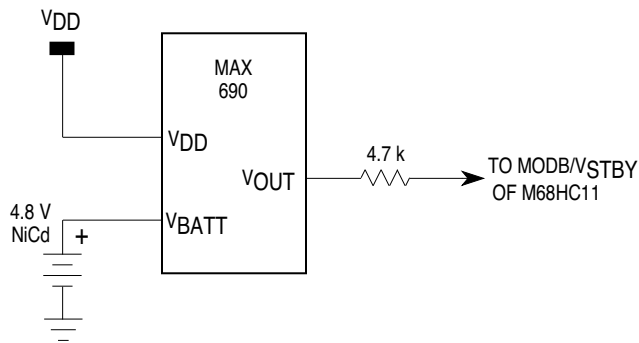 VDD
MAX
690
VDD
4.7 k
VOUT
TO MODB/VSTBY
OF M68HC11
4.8 V
NiCd
+
VBATT